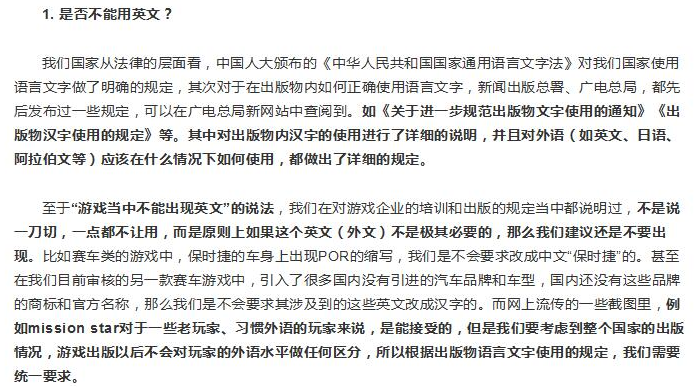 1. 是否不能用英文？
我们国家从法律的层面看，中国人大颁布的《中华人民共和国国家通用语言文字法》对我们国家使用
语言文字做了明确的规定，其次对于在出版物内如何正确使用语言文字，新闻出版总署、广电总局，都先
后发布过一些规定，可以在广电总局新网站中查阅到。如《关于进一步规范出版物文字使用的通知》《出
版物汉字使用的规定》等。其中对出版物内汉字的使用进行了详细的说明，并且对外语（如英文、日语、
阿拉伯文等）应该在什么情况下如何使用，都做出了详细的规定。
至于“游戏当中不能出现英文”的说法，我们在对游戏企业的培训和出版的规定当中都说明过，不是说
一刀切，一点都不让用，而是原则上如果这个英文（外文）不是极其必要的，那么我们建议还是不要出
现。比如赛车类的游戏中，保时捷的车身上出现POR的缩写，我们是不会要求改成中文“保时捷”的。甚至
在我们目前审核的另一款赛车游戏中，引入了很多国内没有引进的汽车品牌和车型，国内还没有这些品牌
的商标和官方名称，那么我们是不会要求其涉及到的这些英文改成汉字的。而网上流传的一些截图里，例
如mission star对于一些老玩家、习惯外语的玩家来说，是能接受的，但是我们要考虑到整个国家的出版
情况，游戏出版以后不会对玩家的外语水平做任何区分，所以根据出版物语言文字使用的规定，我们需要
统一要求。